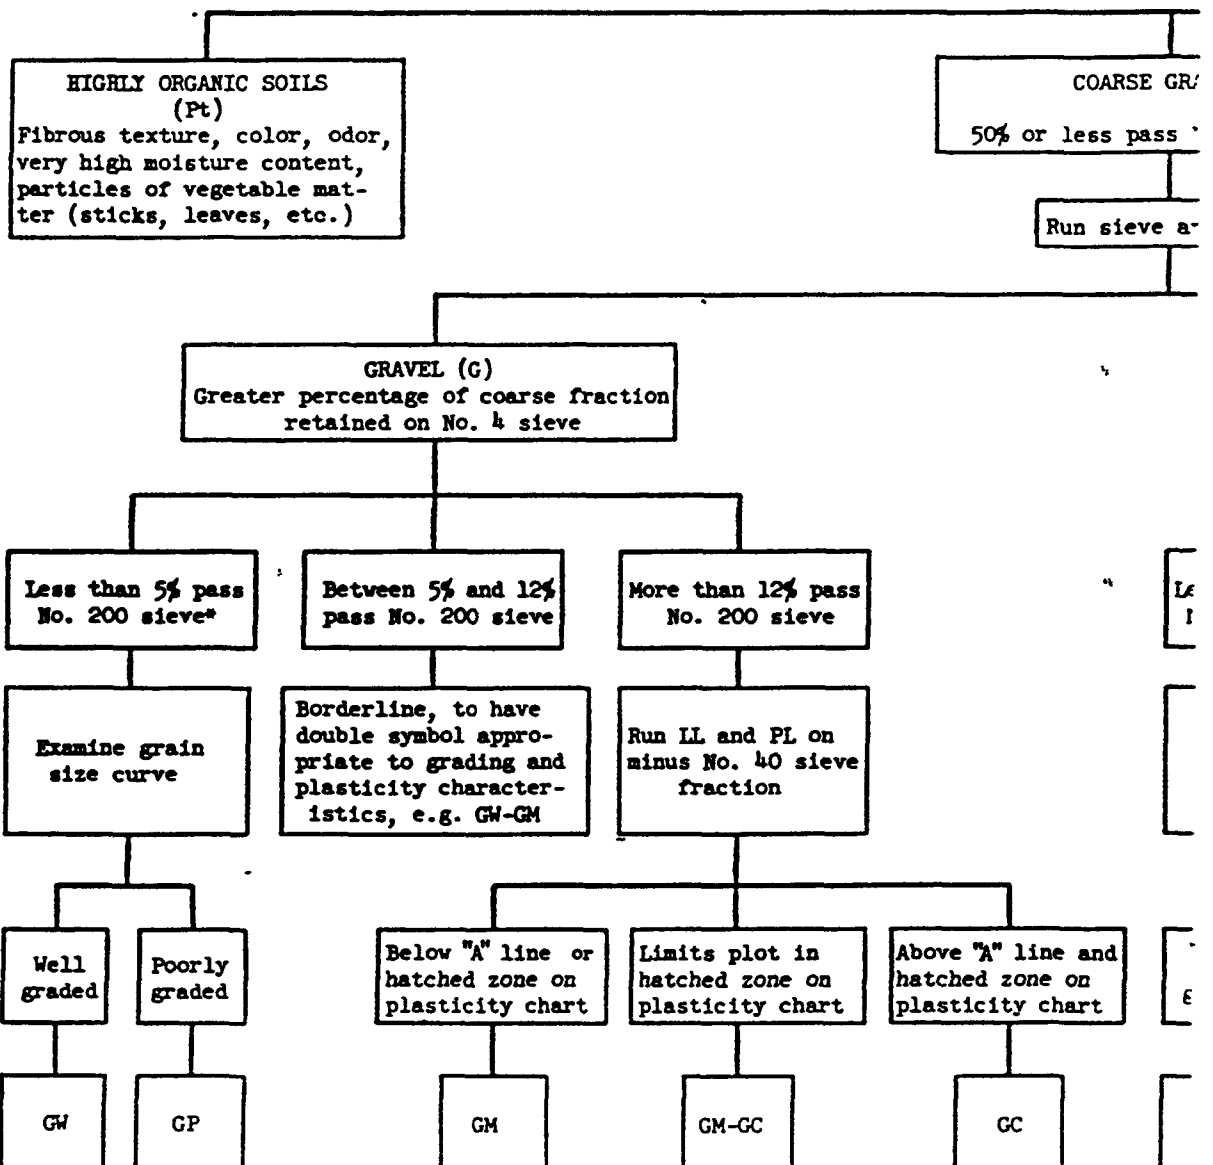 HIGHLY ORGANIC SOILS
(Pt)
Fibrous texture, color, odor,
very high moisture content,
particles of vegetable mat-
ter (sticks, leaves, etc.)
COARSE
50% or less pass
Run sieve
GRAVEL (G)
Greater percentage of coarse fraction
retained on No. 4 sieve
Less than 5% pass
No. 200 sieve*
Between 5% and 12%
pass No. 200 sieve
More than 12% pass
No. 200 sieve
Examine grain
size curve
Borderline, to have
double symbol appro-
priate to grading and
plasticity character-
istics, e.g. GW-GM
Run LL and PL on
minus No. 40 sieve
fraction
Well
graded
Poorly
graded
Below "A" line or
hatched zone on
plasticity chart
Limits plot in
hatched zone on
plasticity chart
Above "A" line and
hatched zone on
plasticity chart
GW
GP
GM
GM-GC
GC